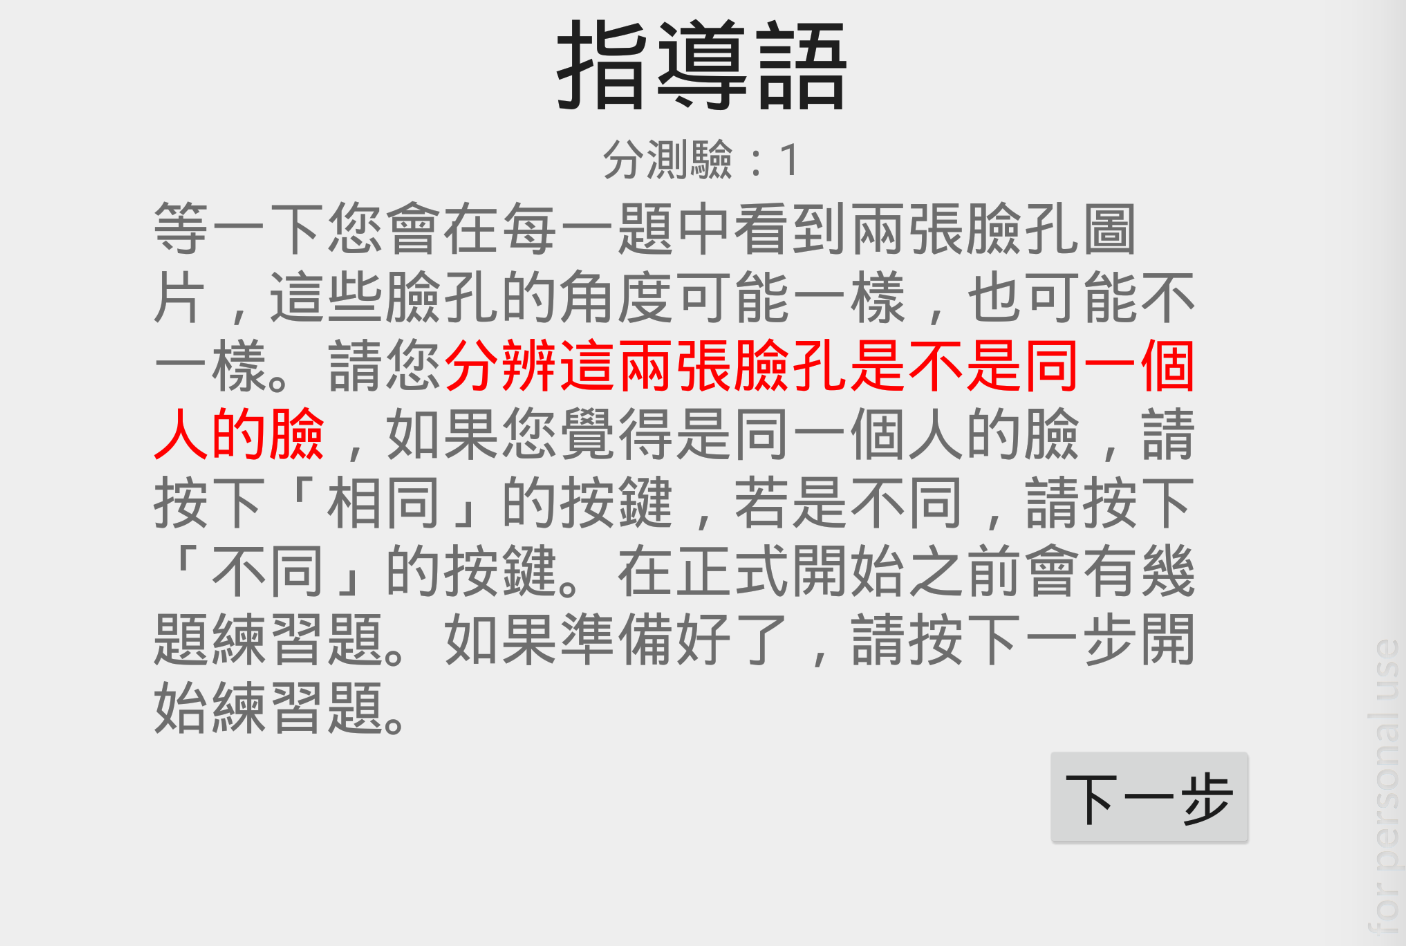 指導語
分測驗：1
等一下您會在每一題中看到兩張臉孔圖
片，這些臉孔的角度可能一樣，也可能不
一樣。請您分辨這兩張臉孔是不是同一個
人的臉，如果您覺得是同一個人的臉，請
按下「相同」的按鍵，若是不同，請按下
「不同」的按鍵。在正式開始之前會有幾
題練習題。如果準備好了，請按下一步開
始練習題。
下一步
for personal use